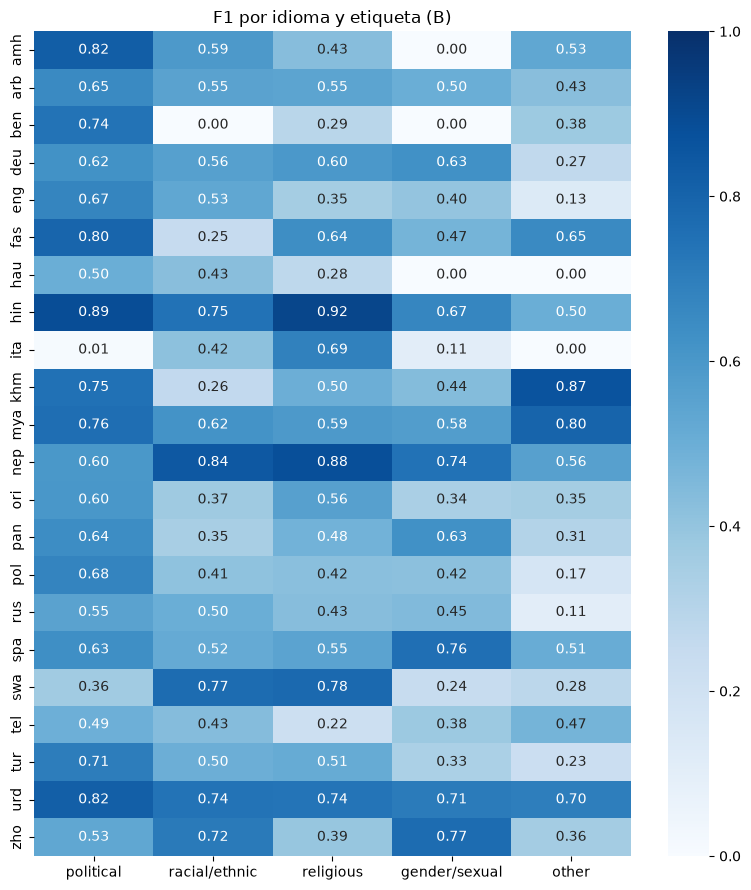 F1 por idioma y etiqueta (B)
amh 0.82 0.59 0.43 0.00 0.53
arb 0.65 0.55 0.55 0.50 0.43
ben 0.74 0.00 0.29 0.00 0.38
deu 0.62 0.56 0.60 0.63 0.27
eng 0.67 0.53 0.35 0.40 0.13
fas 0.80 0.25 0.64 0.47 0.65
hau 0.50 0.43 0.28 0.00 0.00
hin 0.89 0.75 0.92 0.67 0.50
ita 0.01 0.42 0.69 0.11 0.00
khm 0.75 0.26 0.50 0.44 0.87
mya 0.76 0.62 0.59 0.58 0.80
nep 0.60 0.84 0.88 0.74 0.56
ori 0.60 0.37 0.56 0.34 0.35
pan 0.64 0.35 0.48 0.63 0.31
pol 0.68 0.41 0.42 0.42 0.17
rus 0.55 0.50 0.43 0.45 0.11
spa 0.63 0.52 0.55 0.76 0.51
swa 0.36 0.77 0.78 0.24 0.28
tel 0.49 0.43 0.22 0.38 0.47
tur 0.71 0.50 0.51 0.33 0.23
urd 0.82 0.74 0.74 0.71 0.70
zho 0.53 0.72 0.39 0.77 0.36
political racial/ethnic religious gender/sexual other
1.0
0.8
0.6
0.4
0.2
0.0